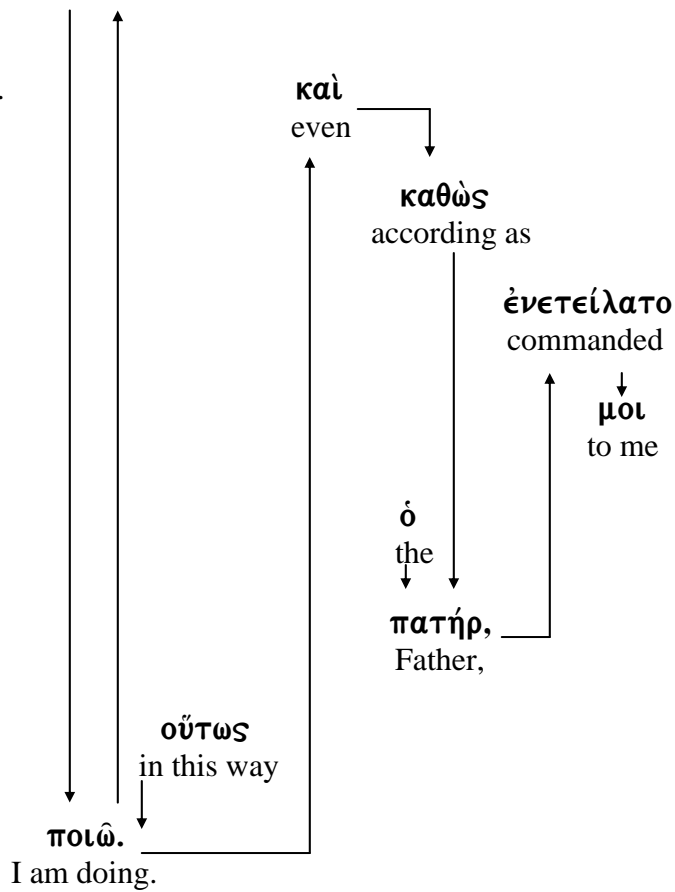 καὶ
even
καθὼς
according as
ἐνετείλατο
commanded
μοι
to me
ὁ
the
πατήρ,
Father,
οὕτως
in this way
ποιῶ.
I am doing.